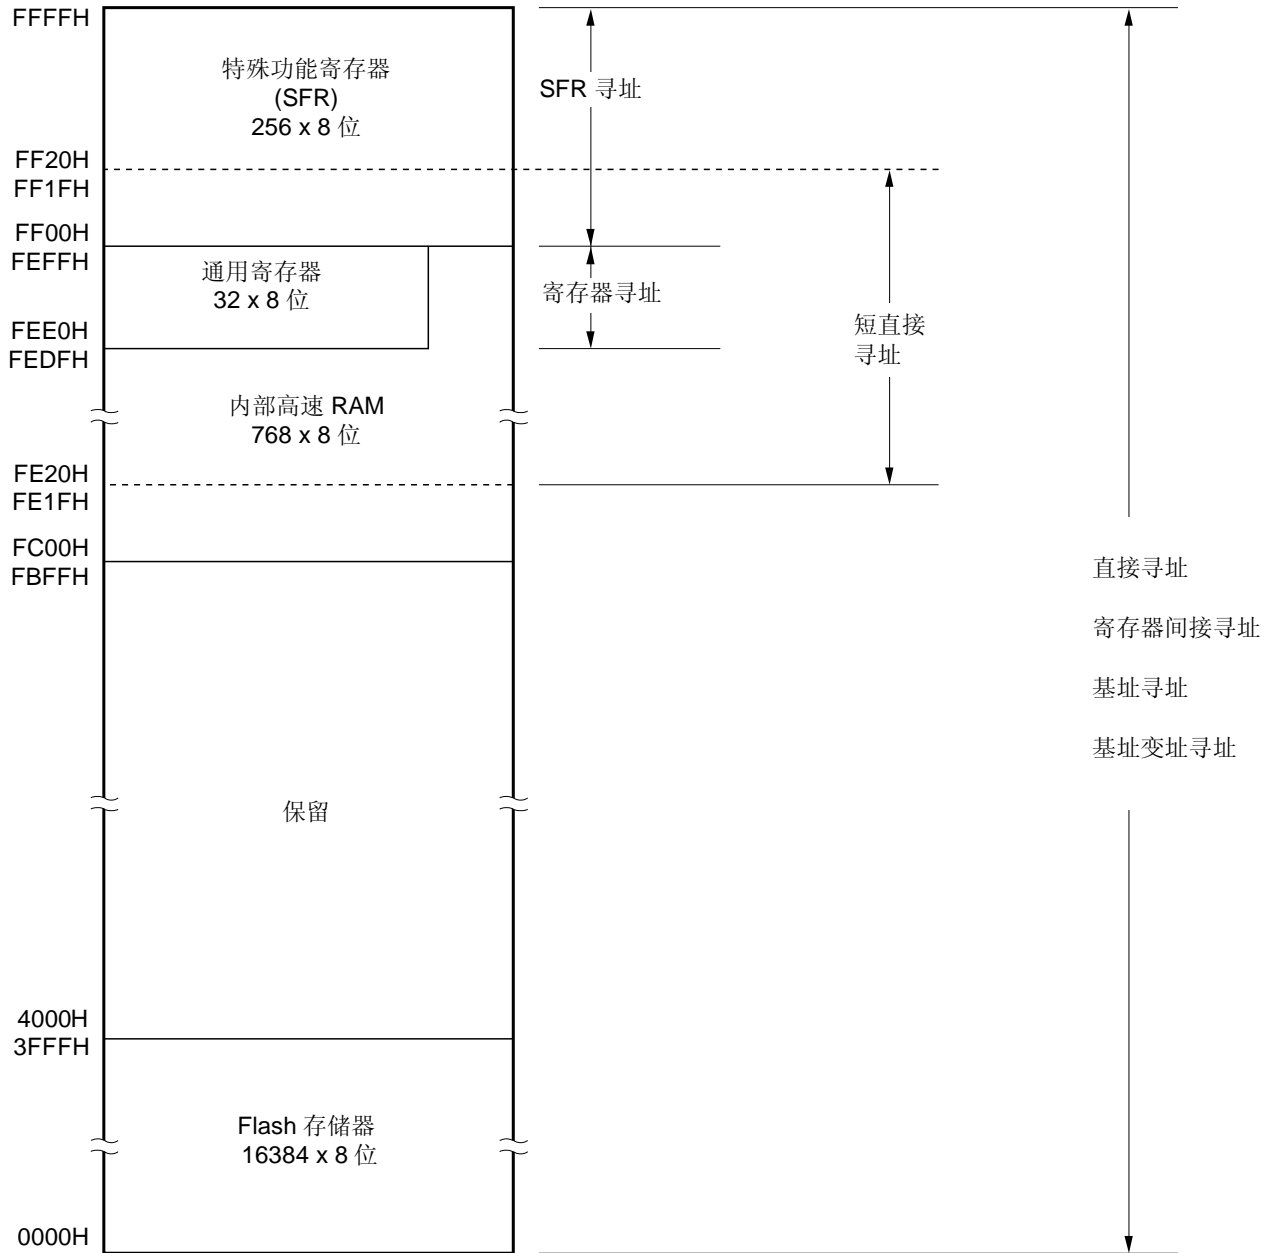 FFFFH
特殊功能寄存器
(SFR)
256 x 8 位
SFR 寻址
FF20H
FF1FH
FF00H
FEFFH
通用寄存器
32 x 8 位
寄存器寻址
短直接
寻址
FEE0H
FEDFH
内部高速 RAM
768 x 8 位
FE20H
FE1FH
FC00H
FBFFH
直接寻址
寄存器间接寻址
基址寻址
基址变址寻址
保留
4000H
3FFFH
Flash 存储器
16384 x 8 位
0000H